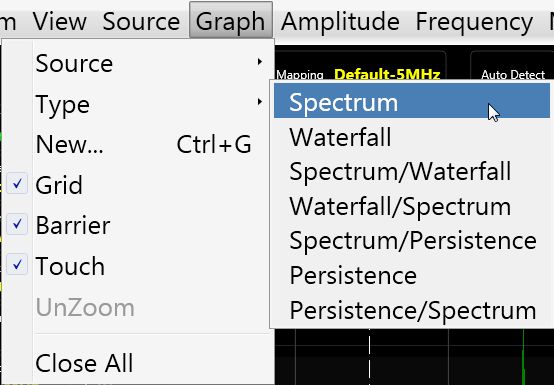 m View Source Graph Amplitude Frequency
Mapping Default-5MHz Auto Detect
Source
Type
New... Ctrl+G
Grid
Barrier
Touch
UnZoom
Close All
Spectrum
Waterfall
Spectrum/Waterfall
Waterfall/Spectrum
Spectrum/Persistence
Persistence
Persistence/Spectrum